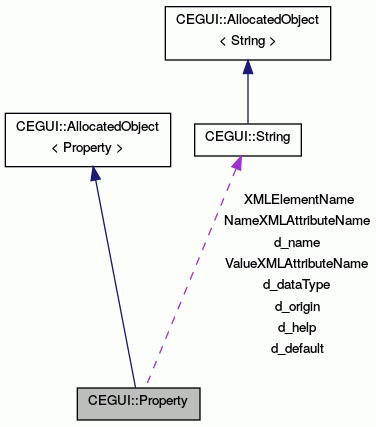 CEGUI::AllocatedObject
< String >
CEGUI::AllocatedObject
< Property >
CEGUI::String
XMLElementName
NameXMLAttributeName
d_name
ValueXMLAttributeName
d_dataType
d_origin
d_help
d_default
CEGUI::Property